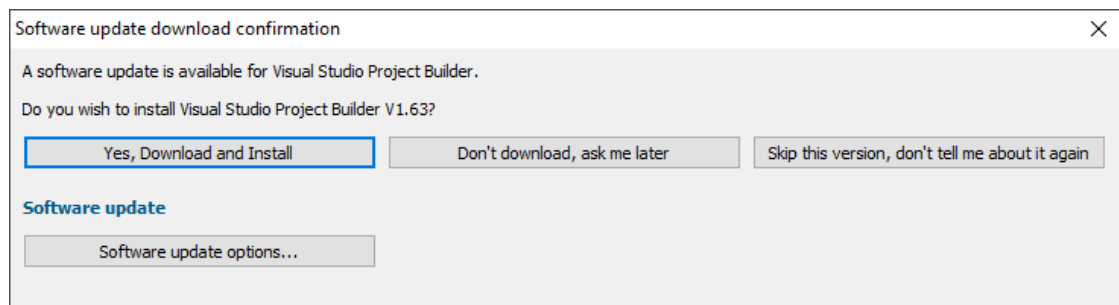 Software update download confirmation
A software update is available for Visual Studio Project Builder.
Do you wish to install Visual Studio Project Builder V1.63?
Yes, Download and Install
Don't download, ask me later
Skip this version, don't tell me about it again
Software update
Software update options...